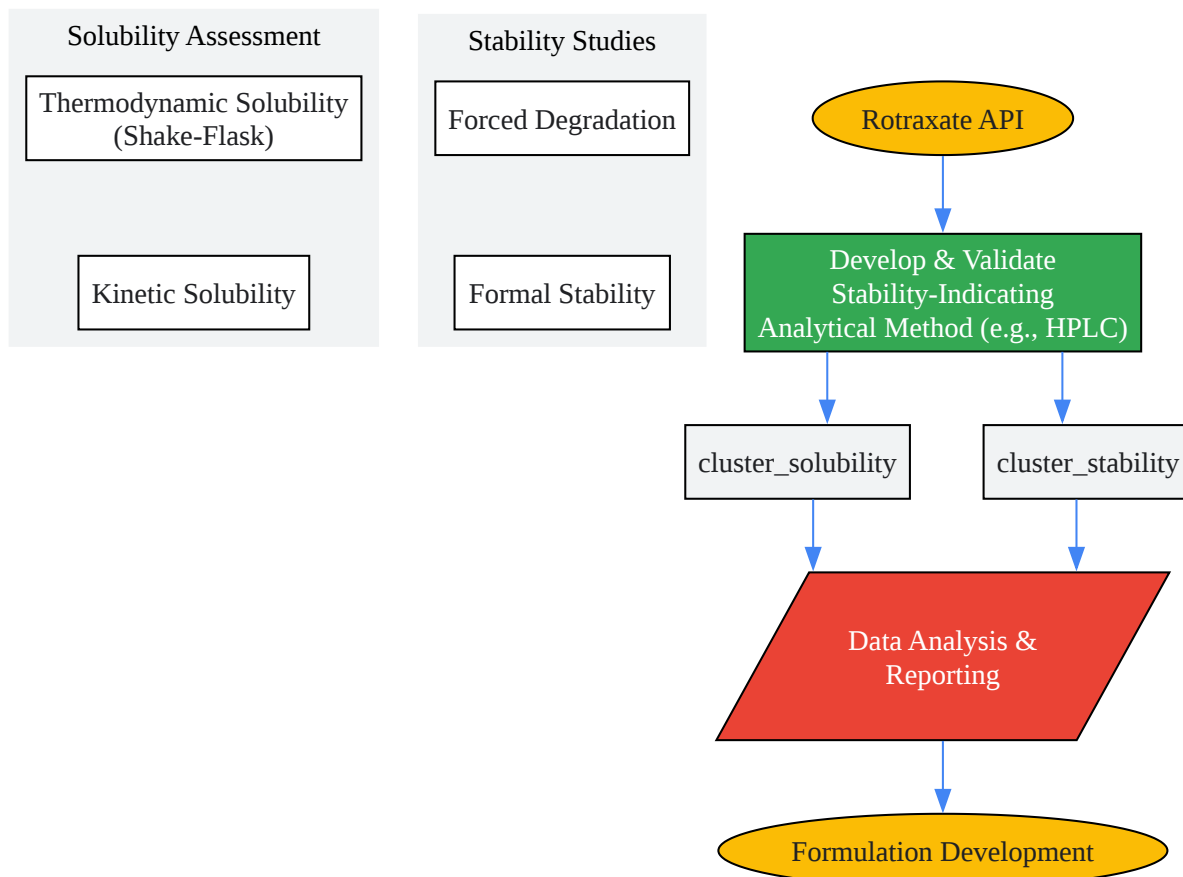 Solubility Assessment
Thermodynamic Solubility
(Shake-Flask)
Kinetic Solubility
Stability Studies
Forced Degradation
Formal Stability
Rotraxate API
Develop & Validate
Stability-Indicating
Analytical Method (e.g., HPLC)
cluster_solubility
cluster_stability
Data Analysis &
Reporting
Formulation Development